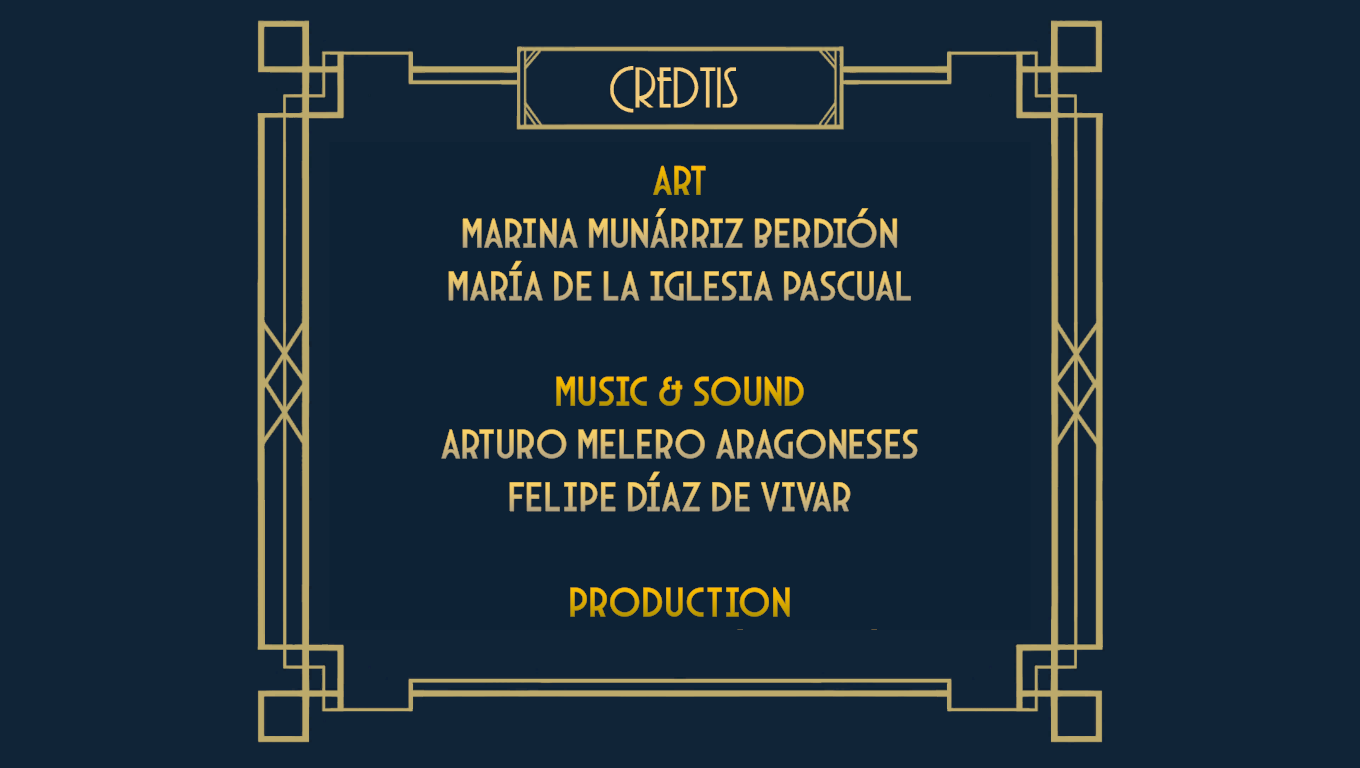 CREDTIS
ART
MARINA MUNÁRRIZ BERDIÓN
MARÍA DE LA IGLESIA PASCUAL
MUSIC & SOUND
ARTURO MELERO ARAGONESES
FELIPE DÍAZ DE VIVAR
PRODUCTION